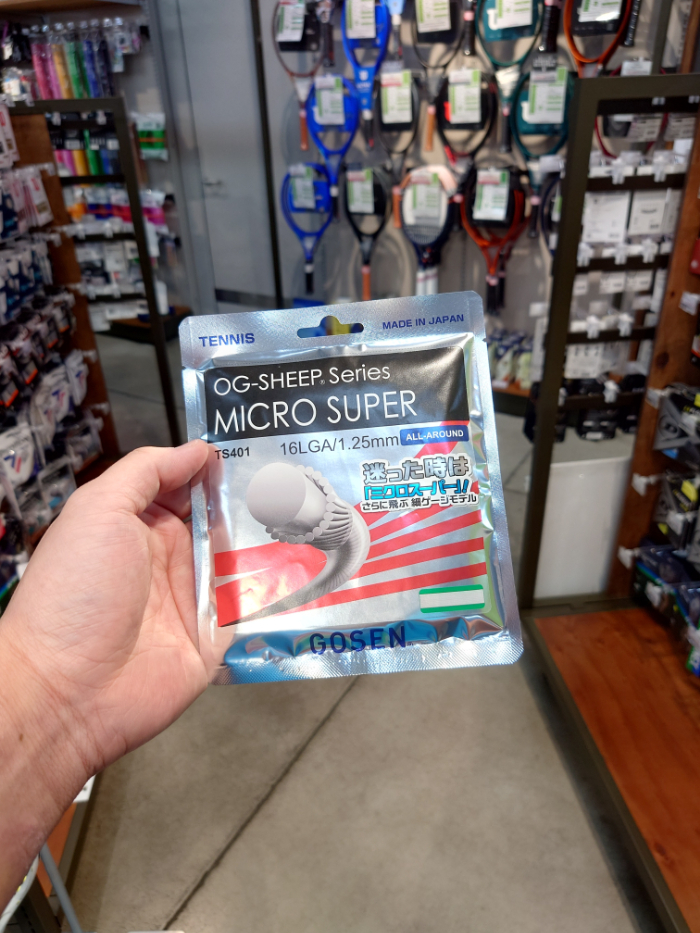 TENNIS
MADE IN JAPAN
OG-SHEEP® Series
MICRO SUPER
TS401
16LGA/1.25mm
ALL-AROUND
迷った時は
「ミクロスーパー」!
さらに飛ぶ 細ゲージモデル
GOSEN